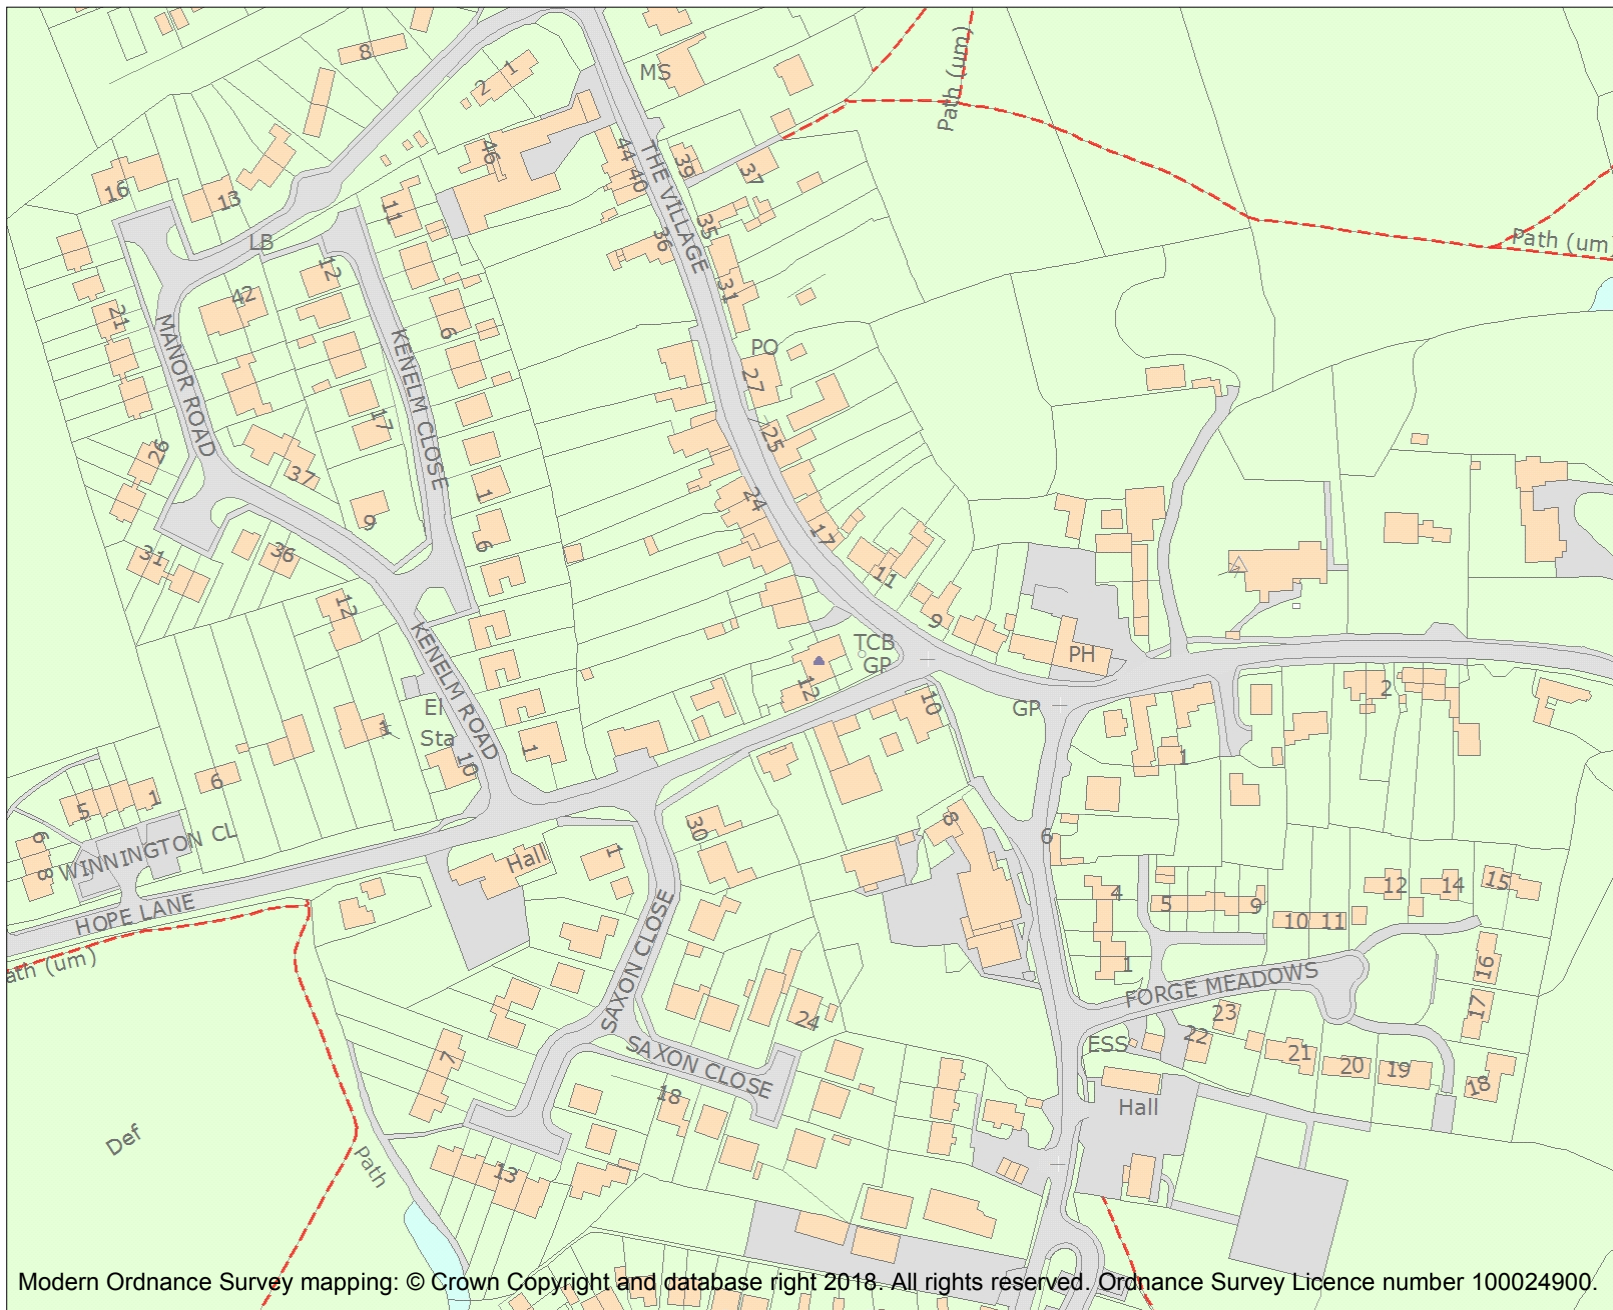 8
2 1
MS
Path (um)
46
44
40
39
37
THE VILLAGE
16
13
11
LB
36
35
Path (um)
12
42
31
21
6
MANOR ROAD
KENELM CLOSE
PO
27
25
17
26
37
1
24
17
9
6
11
31
36
12
9
KENELM ROAD
TCB
GP
PH
12
10
GP
2
El
Sta
1
10
1
1
6
5
1
WINNINGTON CL
6
8
30
8
6
Hall
1
HOPE LANE
SAXON CLOSE
4
5
9
12
14
15
10
11
ath (um)
1
16
FORGE MEADOWS
17
24
23
22
ESS
21
20
19
18
7
SAXON CLOSE
18
Hall
Def
Path
13
Modern Ordnance Survey mapping: © Crown Copyright and database right 2018. All rights reserved. Ordnance Survey Licence number 100024900.